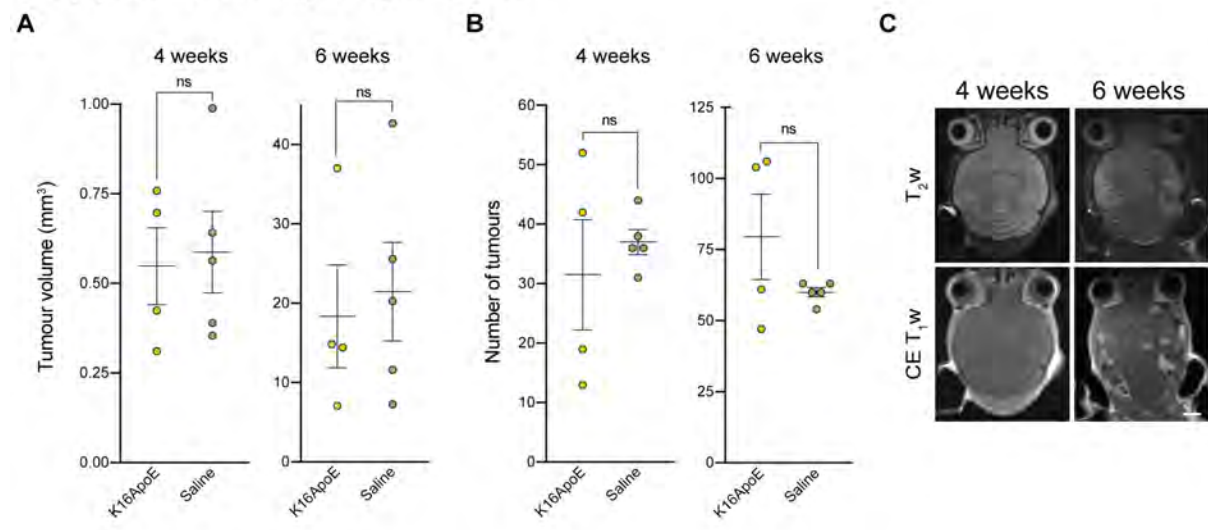 A
4 weeks
6 weeks
ns
ns
Tumour volume (mm³)
1.00
0.75
0.50
0.25
0.00
40
30
20
10
0
K16ApoE
Saline
K16ApoE
Saline
B
4 weeks
6 weeks
ns
ns
Number of tumours
60
50
40
30
20
10
0
125
100
75
50
25
0
K16ApoE
Saline
K16ApoE
Saline
C
4 weeks
6 weeks
T₂w
CE T₁w